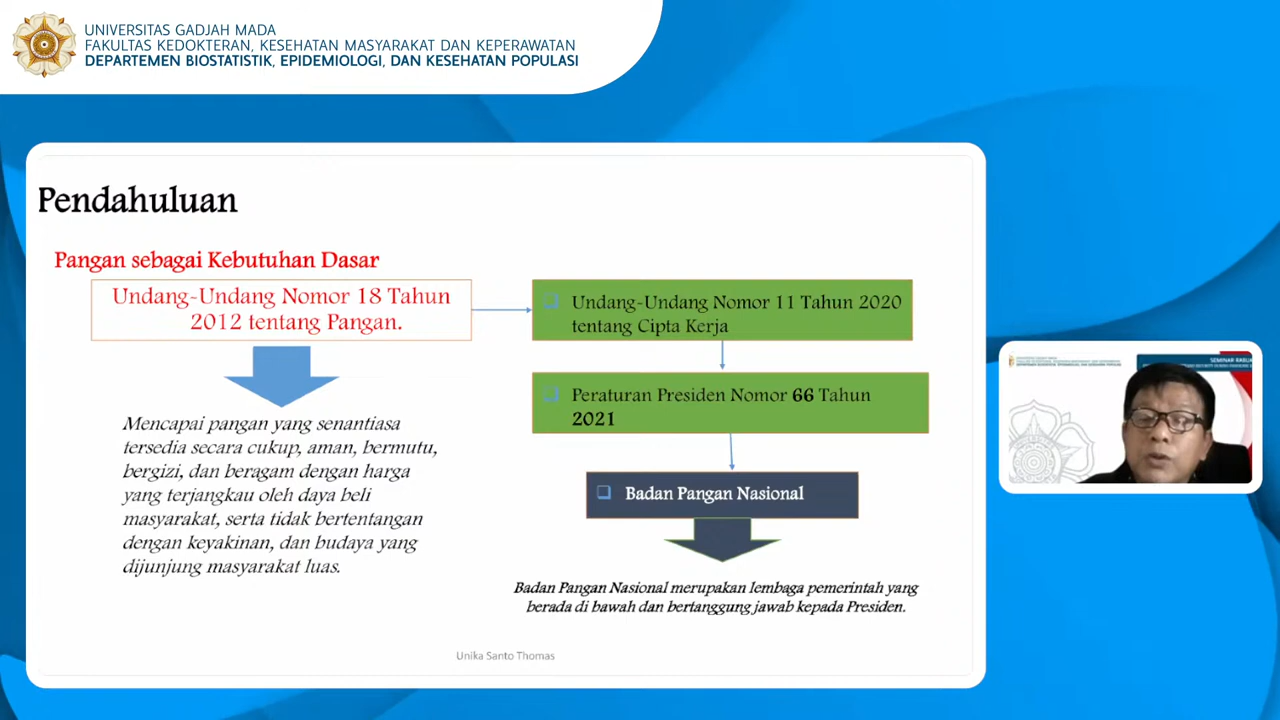 UNIVERSITAS GADJAH MADA
FAKULTAS KEDOKTERAN, KESEHATAN MASYARAKAT DAN KEPERAWATAN
DEPARTEMEN BIOSTATISTIK, EPIDEMIOLOGI, DAN KESEHATAN POPULASI
Pendahuluan
Pangan sebagai Kebutuhan Dasar
Undang-Undang Nomor 18 Tahun
2012 tentang Pangan.
Mencapai pangan yang senantiasa
tersedia secara cukup, aman, bermutu,
bergizi, dan beragam dengan harga
yang terjangkau oleh daya beli
masyarakat, serta tidak bertentangan
dengan keyakinan, dan budaya yang
dijunjung masyarakat luas.
Undang-Undang Nomor 11 Tahun 2020
tentang Cipta Kerja
Peraturan Presiden Nomor 66 Tahun
2021
Badan Pangan Nasional
Badan Pangan Nasional merupakan lembaga pemerintah yang
berada di bawah dan bertanggung jawab kepada Presiden.
Unika Santo Thomas